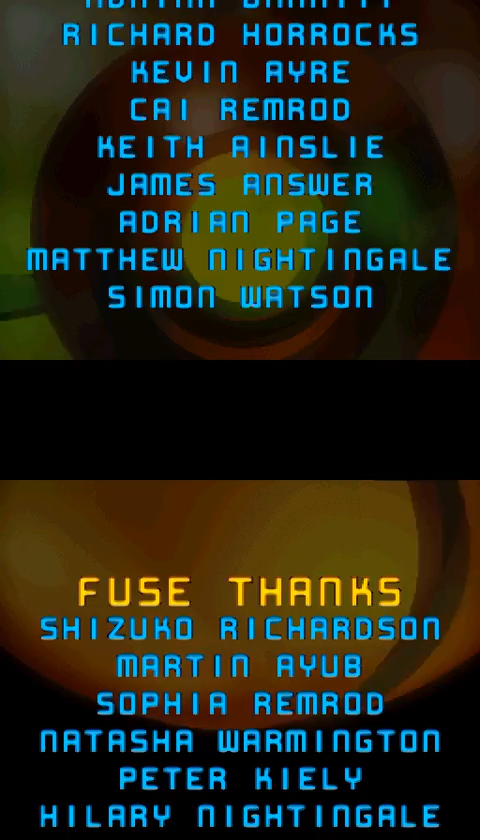 RICHARD HORROCKS
KEVIN AYRE
CAI REMROD
KEITH AINSLIE
JAMES ANSWER
ADRIAN PAGE
MATTHEW NIGHTINGALE
SIMON WATSON
FUSE THANKS
SHIZUKO RICHARDSON
MARTIN AYUB
SOPHIA REMROD
NATASHA WARMINGTON
PETER KIELY
HILARY NIGHTINGALE